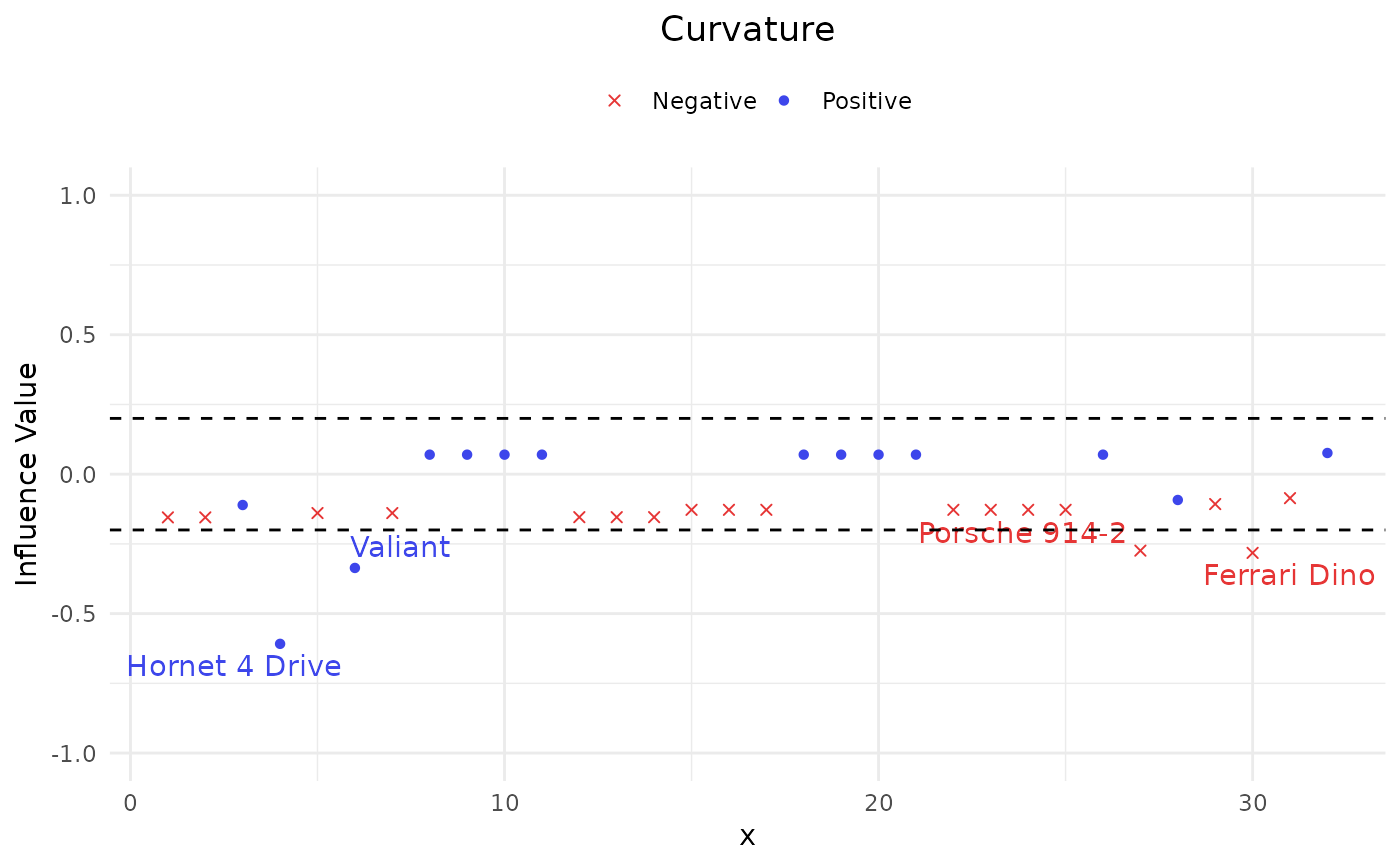 Curvature
Negative Positive
1.0
0.5
0.0
-0.5
-1.0
Influence Value
Valiant
Porsche 914-2
Ferrari Dino
Hornet 4 Drive
0 10 20 30
x